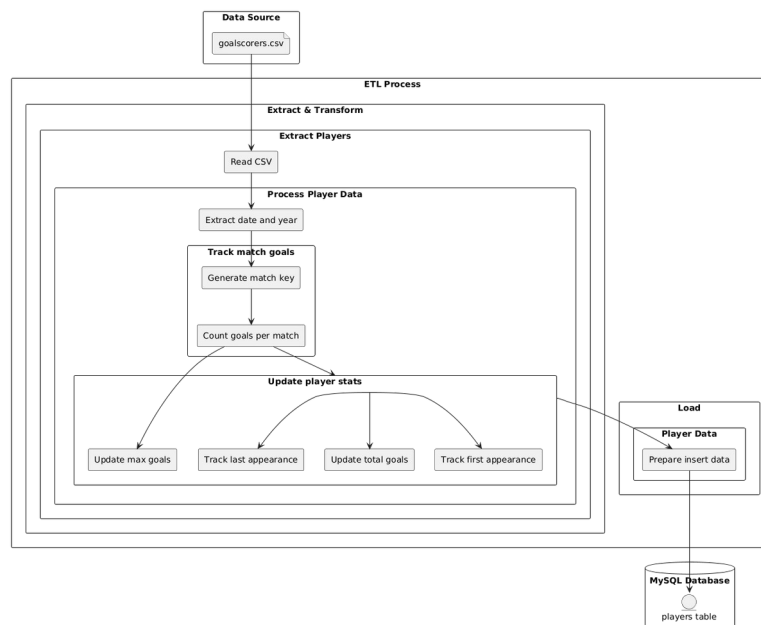 Data Source
goalscorers.csv
ETL Process
Extract & Transform
Extract Players
Read CSV
Process Player Data
Extract date and year
Track match goals
Generate match key
Count goals per match
Update player stats
Update max goals
Track last appearance
Update total goals
Track first appearance
Load
Player Data
Prepare insert data
MySQL Database
players table